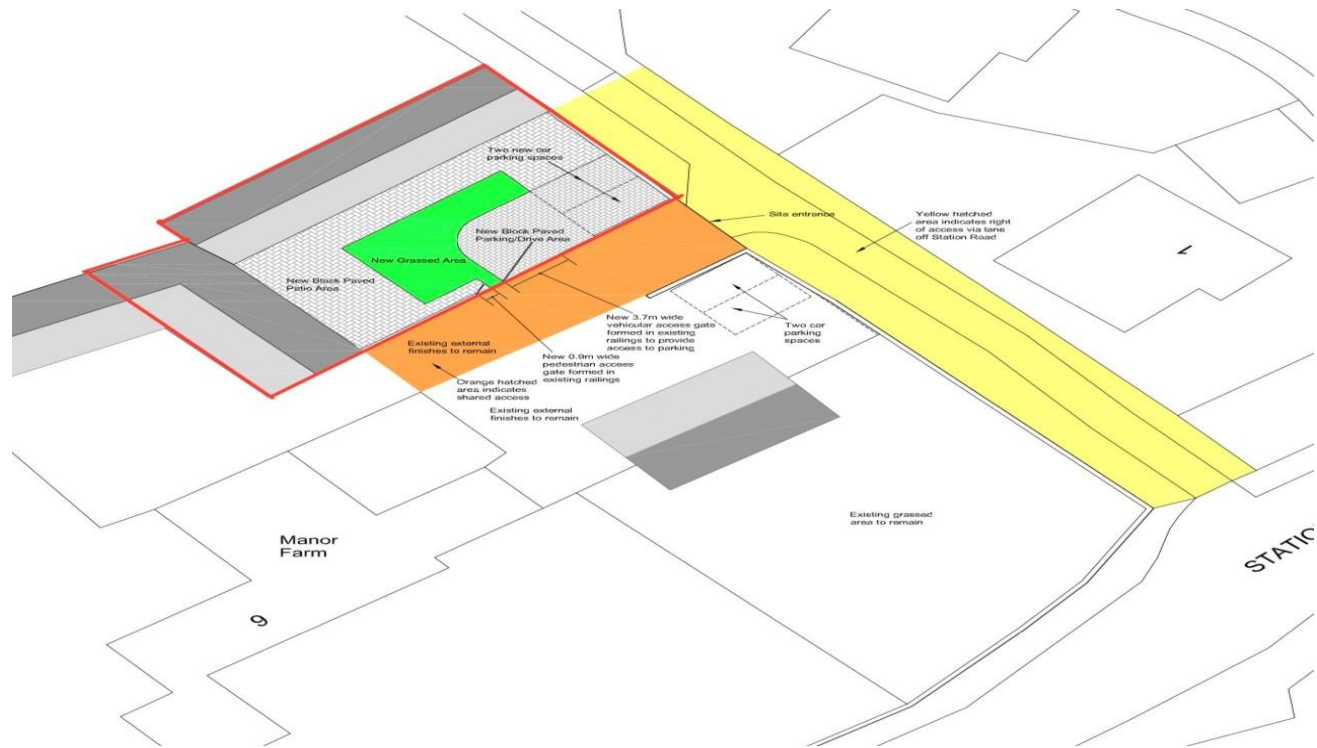 Two new car
parking spaces
Site entrance
Yellow hatched
area indicates right
of access via lane
off Station Road
New Block Paved
Parking/Drive Area
New Grassed Area
New Block Paved
Patio Area
1
New 3.7m wide
vehicular access gate
formed in existing
railings to provide
access to parking
Two car
parking
spaces
Existing external
finishes to remain
New 0.9m wide
pedestrian access
gate formed in
existing railings
Orange hatched
area indicates
shared access
Existing external
finishes to remain
Existing grassed
area to remain
Manor
Farm
9
STATIO